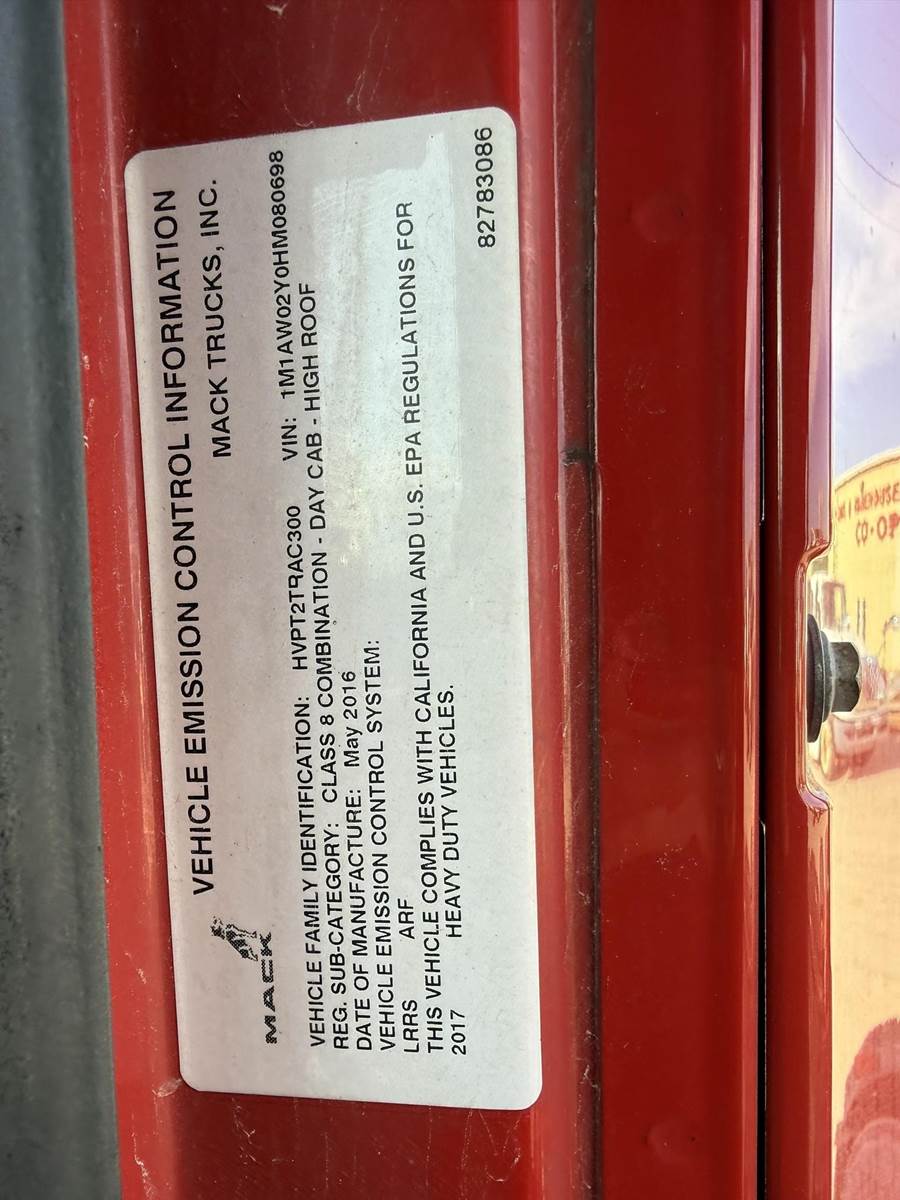 VEHICLE EMISSION CONTROL INFORMATION
MACK TRUCKS, INC.
MACK
VEHICLE FAMILY IDENTIFICATION: HVPT2TRAC300 VIN: 1M1AW02Y0HM080698
REG. SUB-CATEGORY: CLASS 8 COMBINATION - DAY CAB - HIGH ROOF
DATE OF MANUFACTURE: May 2016
VEHICLE EMISSION CONTROL SYSTEM:
LRRS ARF
THIS VEHICLE COMPLIES WITH CALIFORNIA AND U.S. EPA REGULATIONS FOR
2017 HEAVY DUTY VEHICLES.
82783086
CO-OP